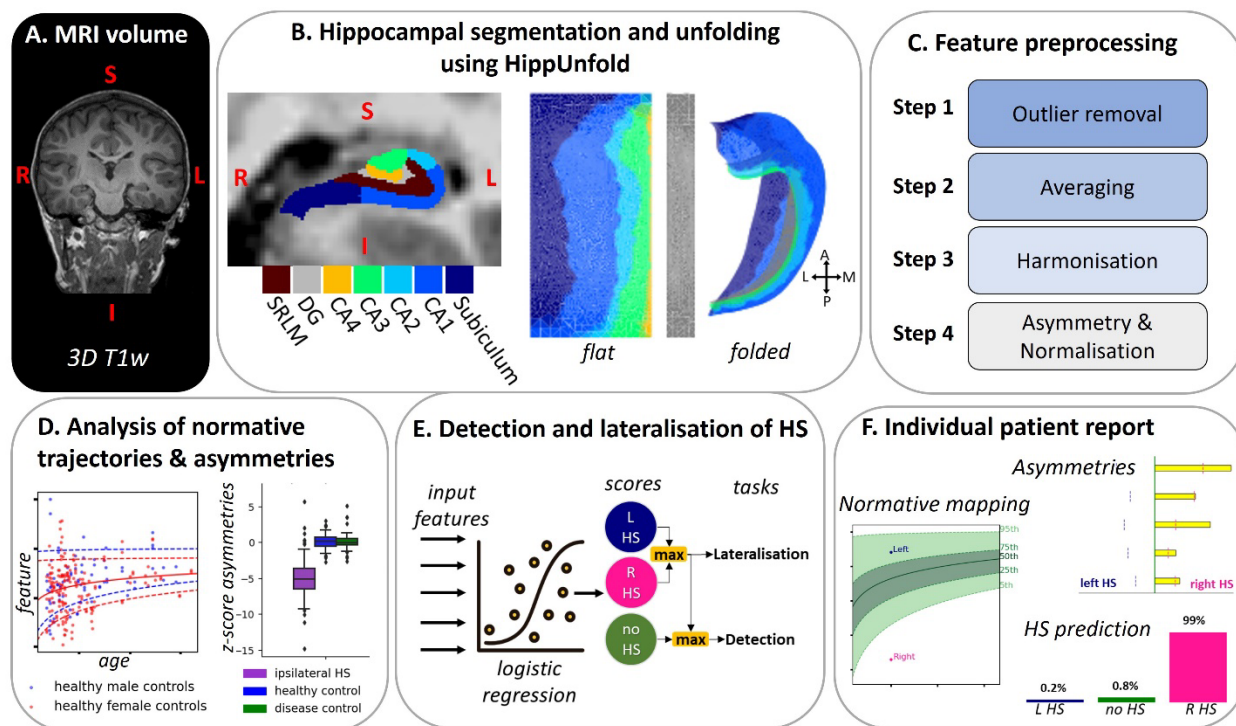 A. MRI volume
S
R
L
I
3D T1w
B. Hippocampal segmentation and unfolding
using HippUnfold
S
R
L
I
SRLM
DG
CA4
CA3
CA2
CA1
Subiculum
flat
A
L
M
P
folded
C. Feature preprocessing
Step 1
Outlier removal
Step 2
Averaging
Step 3
Harmonisation
Step 4
Asymmetry &
Normalisation
D. Analysis of normative
trajectories & asymmetries
feature
age
healthy male controls
healthy female controls
z-score asymmetries
5
0
−5
−10
−15
ipsilateral HS
healthy control
disease control
E. Detection and lateralisation of HS
input
features
scores
tasks
L
HS
R
HS
no
HS
max
Lateralisation
max
Detection
logistic
regression
F. Individual patient report
Asymmetries
Normative mapping
95th
75th
50th
25th
5th
Left
Right
left HS
right HS
HS prediction
99%
0.2%
0.8%
L HS
no HS
R HS